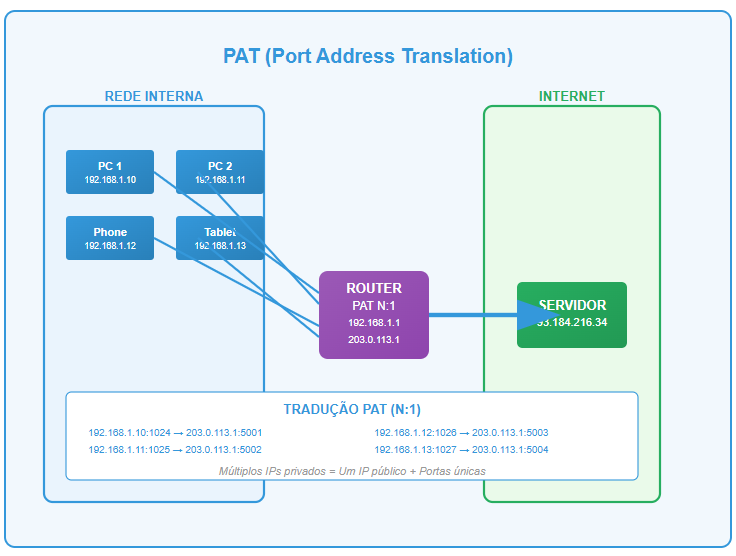 PAT (Port Address Translation)
REDE INTERNA
INTERNET
PC 1
192.168.1.10
PC 2
192.168.1.11
Phone
192.168.1.12
Tablet
192.168.1.13
ROUTER
PAT N:1
192.168.1.1
203.0.113.1
SERVIDOR
93.184.216.34
TRADUÇÃO PAT (N:1)
192.168.1.10:1024 → 203.0.113.1:5001
192.168.1.11:1025 → 203.0.113.1:5002
192.168.1.12:1026 → 203.0.113.1:5003
192.168.1.13:1027 → 203.0.113.1:5004
Múltiplos IPs privados = Um IP público + Portas únicas